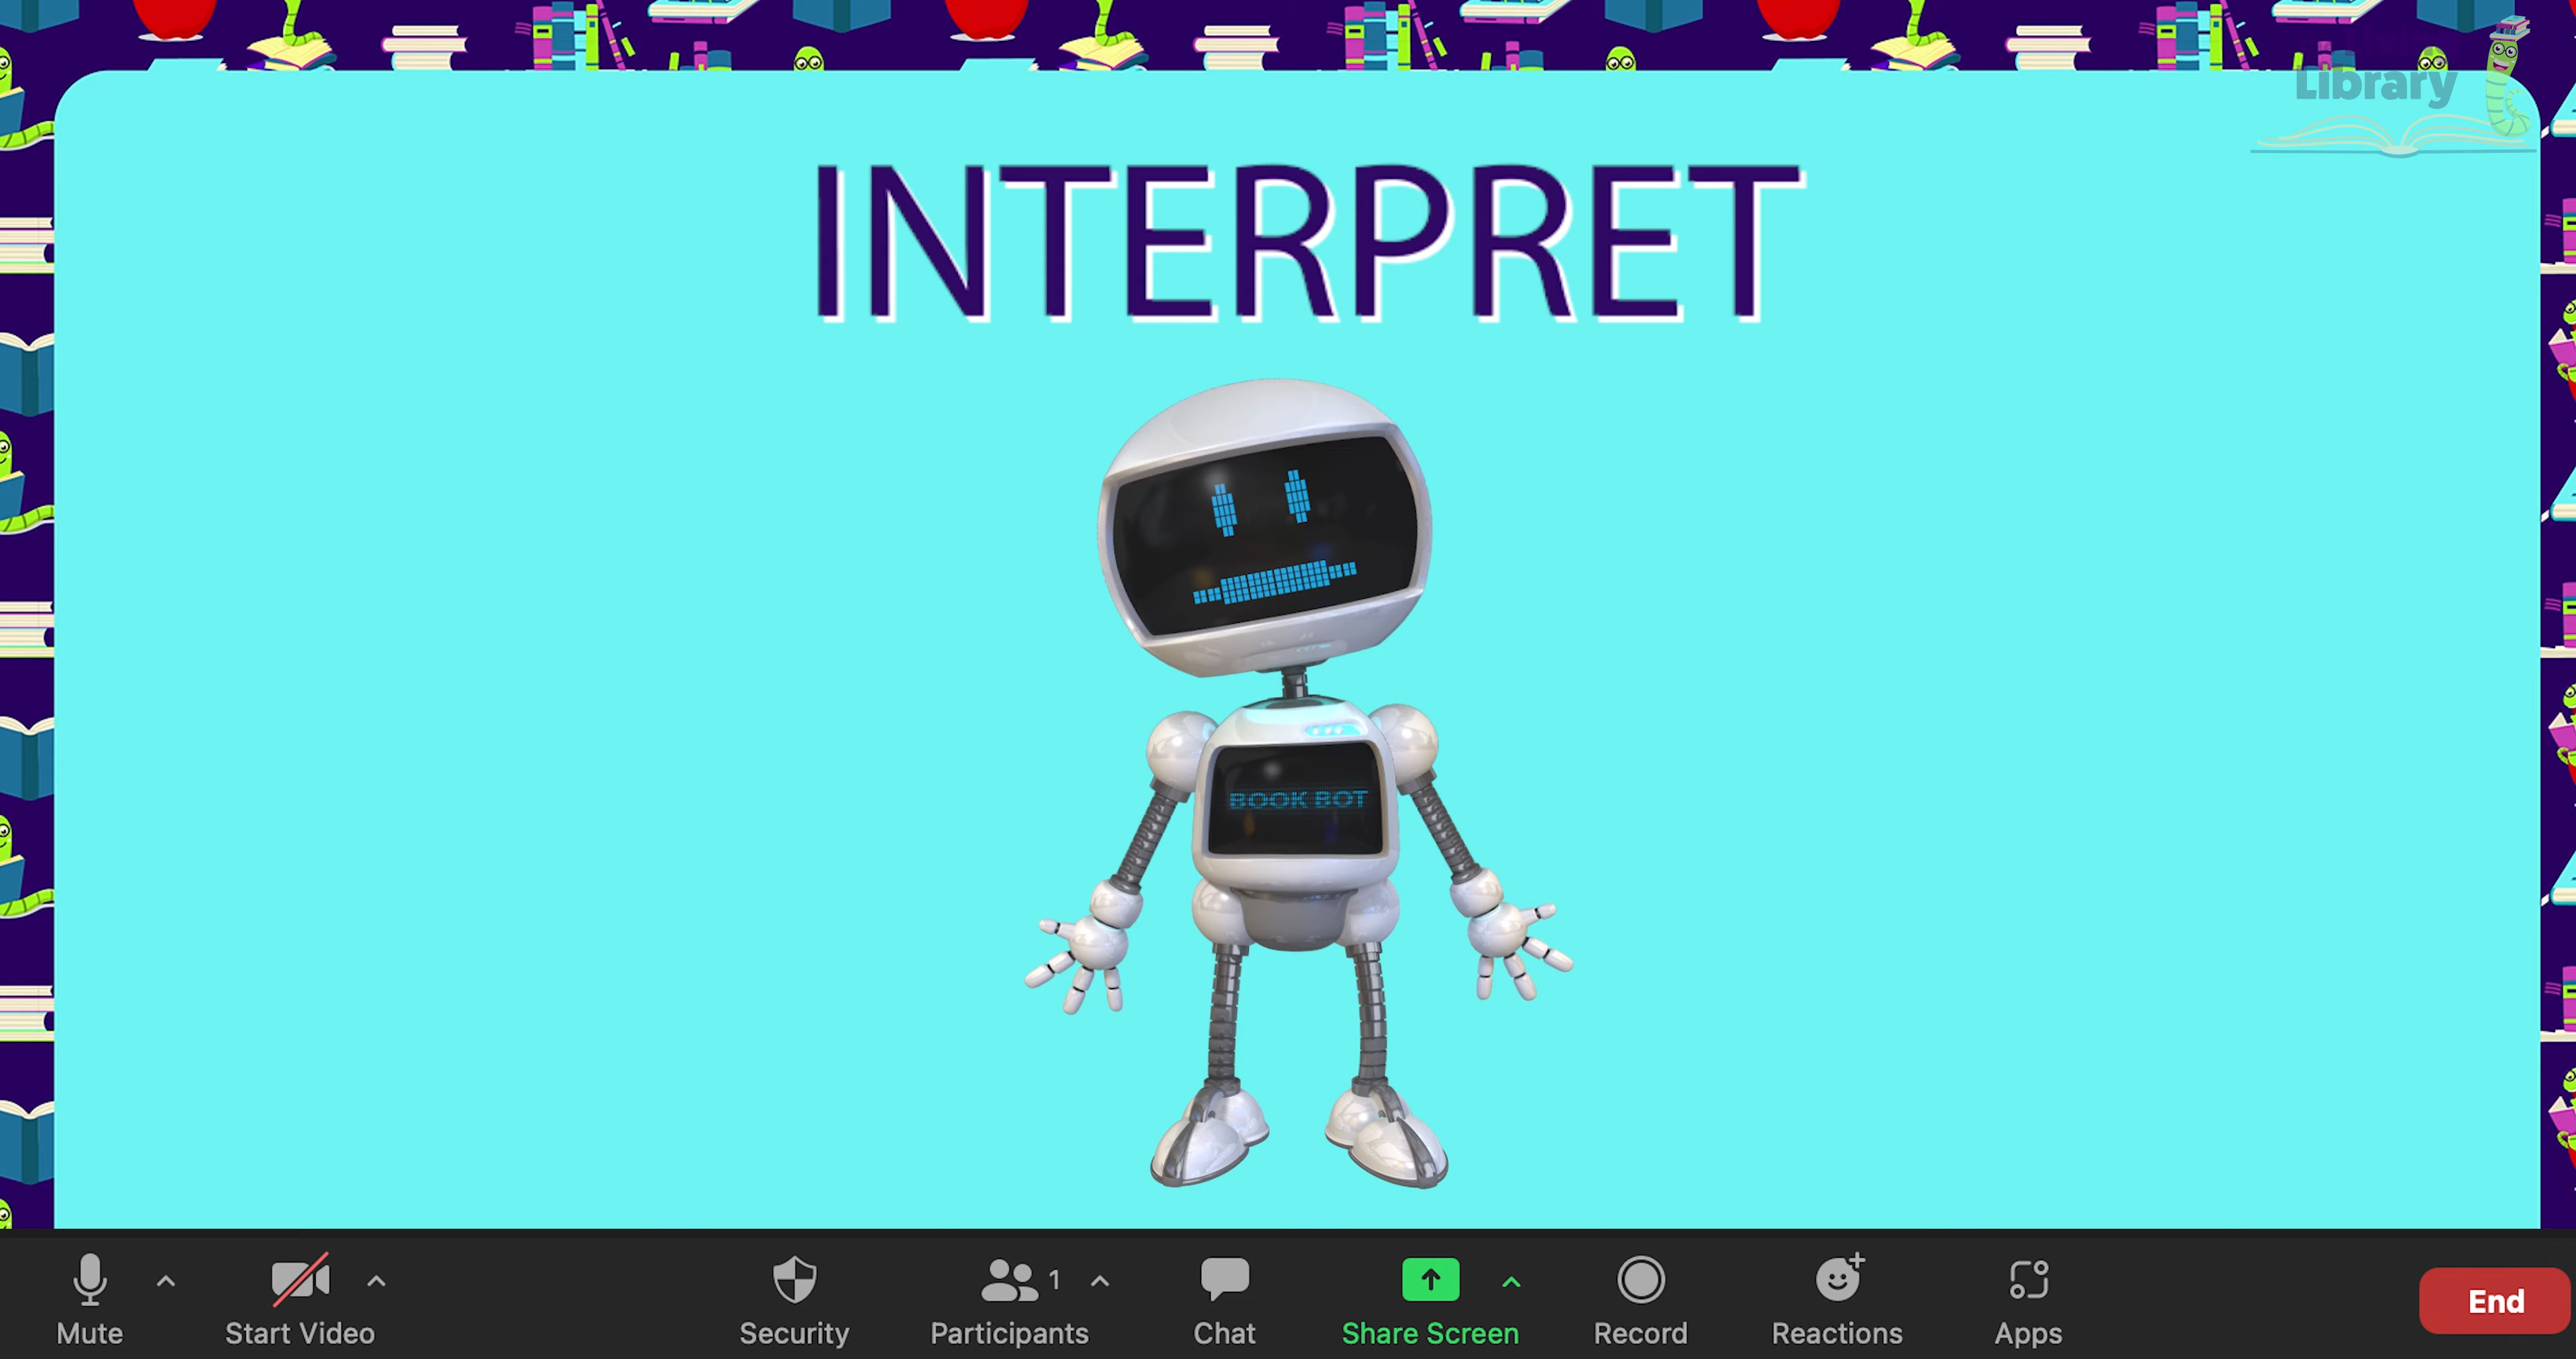 Library
INTERPRET
BOOK BOT
1
Mute
Start Video
Security
Participants
Chat
Share Screen
Record
Reactions
Apps
End